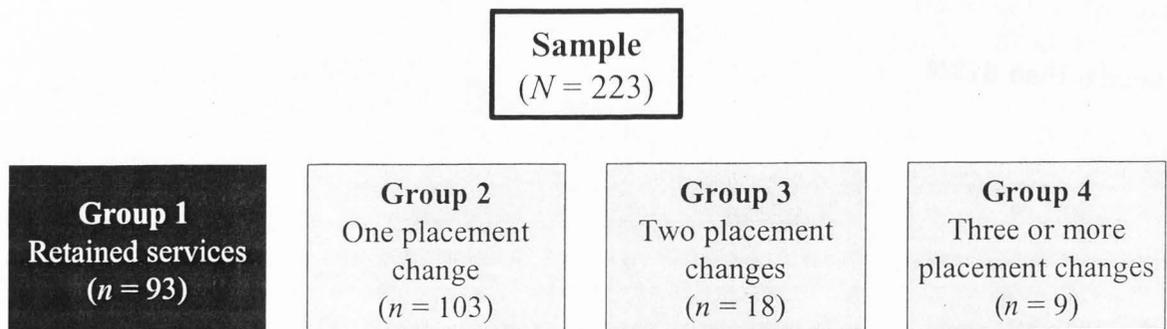 Sample
(N = 223)
Group 1
Retained services
(n = 93)
Group 2
One placement
change
(n = 103)
Group 3
Two placement
changes
(n = 18)
Group 4
Three or more
placement changes
(n = 9)